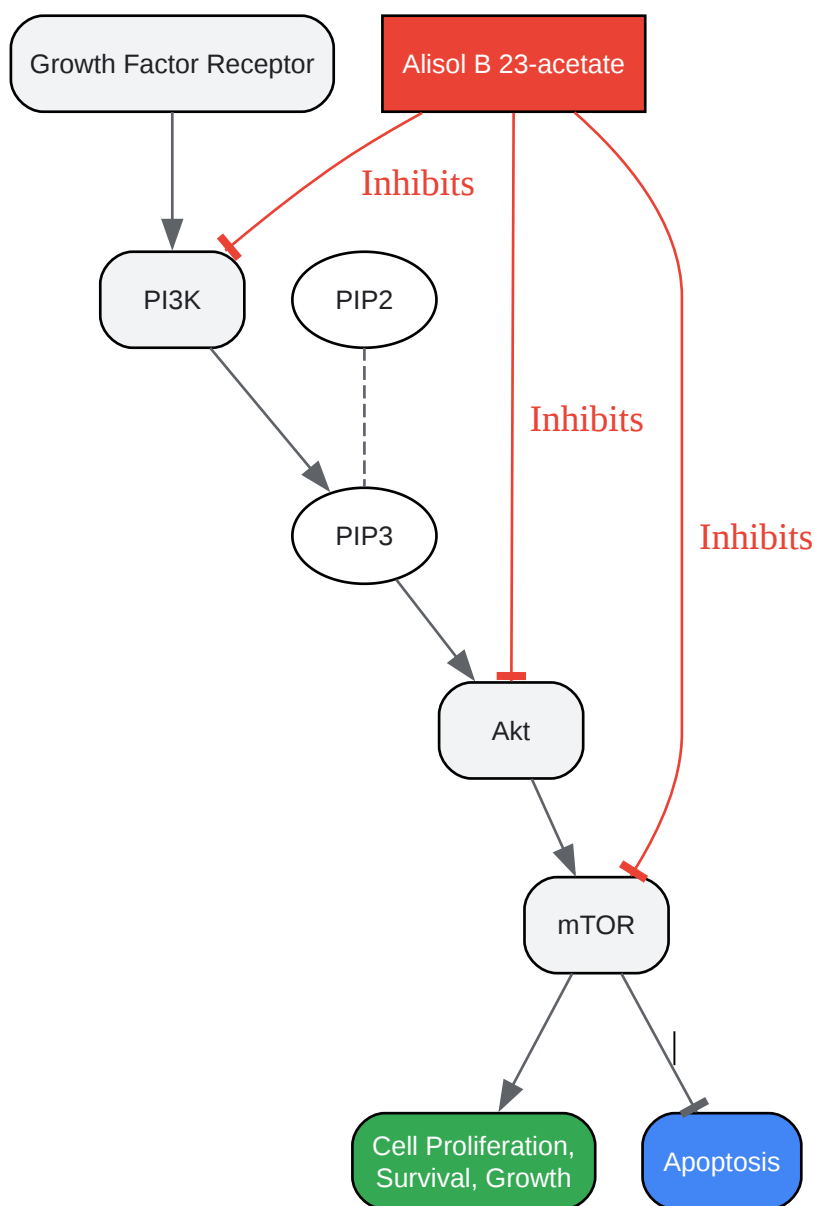 Growth Factor Receptor
Alisol B 23-acetate
Inhibits
PI3K
PIP2
Inhibits
PIP3
Inhibits
Akt
mTOR
|
Cell Proliferation,
Survival, Growth
Apoptosis